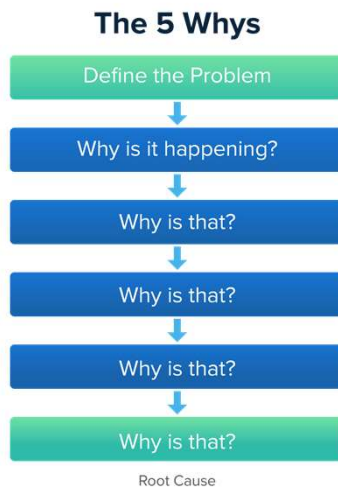 The 5 Whys
Define the Problem
Why is it happening?
Why is that?
Why is that?
Why is that?
Why is that?
Root Cause